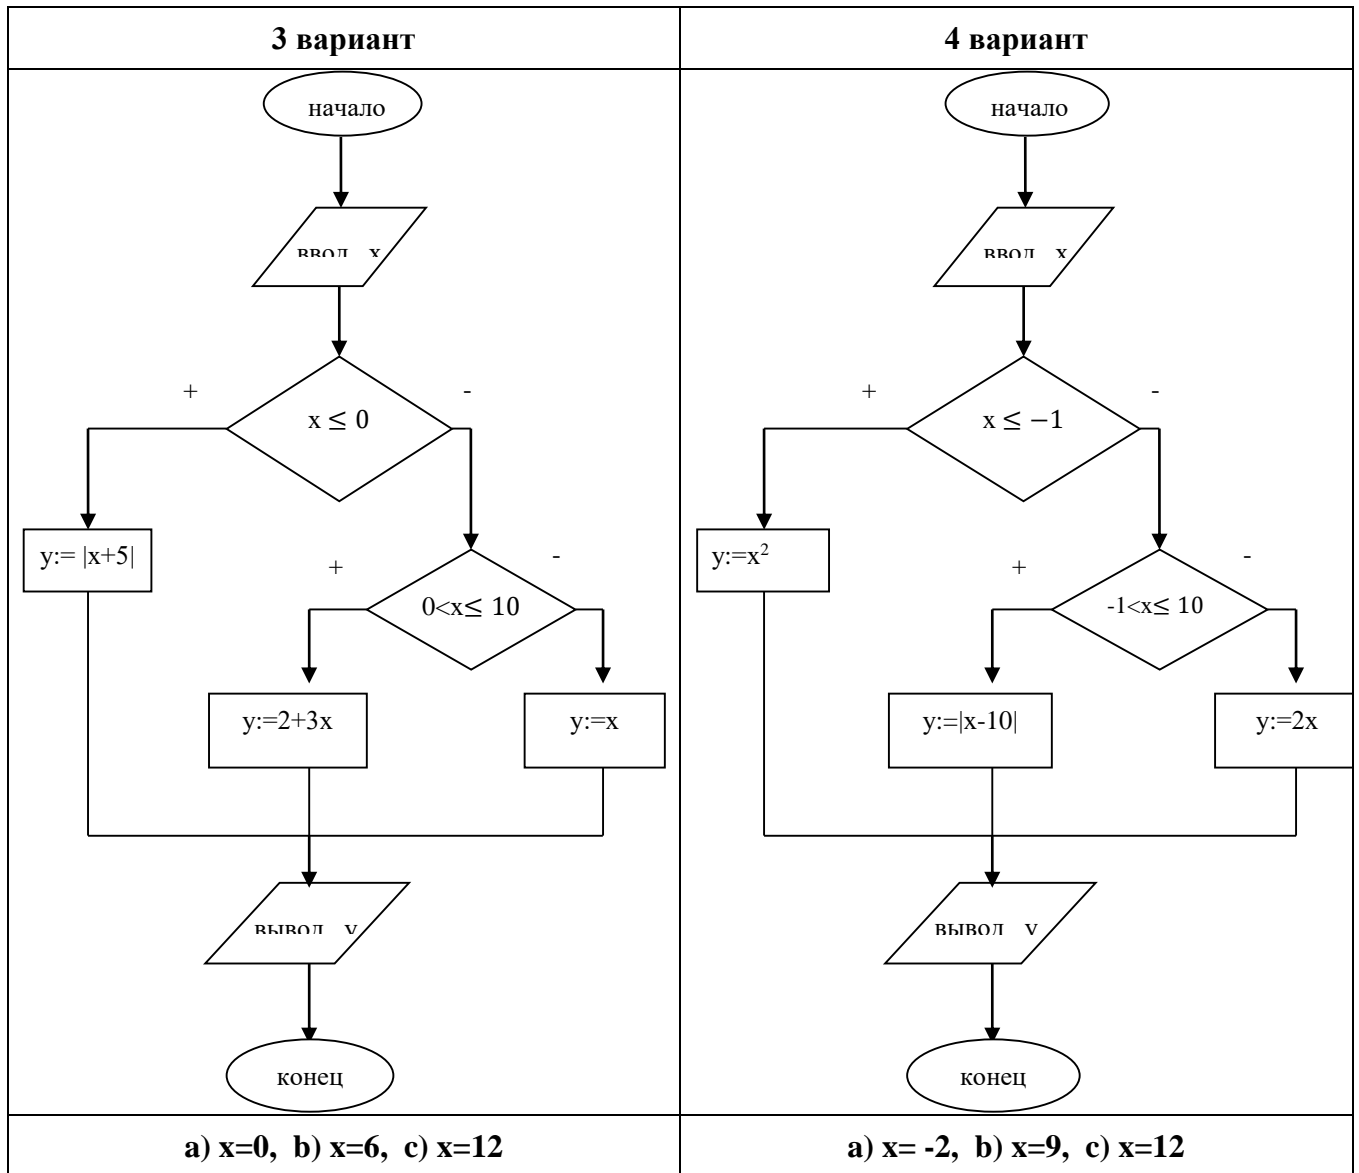 3 вариант
4 вариант
начало
ввод x
x ≤ 0
+
-
y:= |x+5|
0<x≤ 10
+
-
y:=2+3x
y:=x
вывод y
конец
a) x=0, b) x=6, c) x=12
начало
ввод x
x ≤ −1
+
-
y:=x²
-1<x≤ 10
+
-
y:=|x-10|
y:=2x
вывод y
конец
a) x= -2, b) x=9, c) x=12